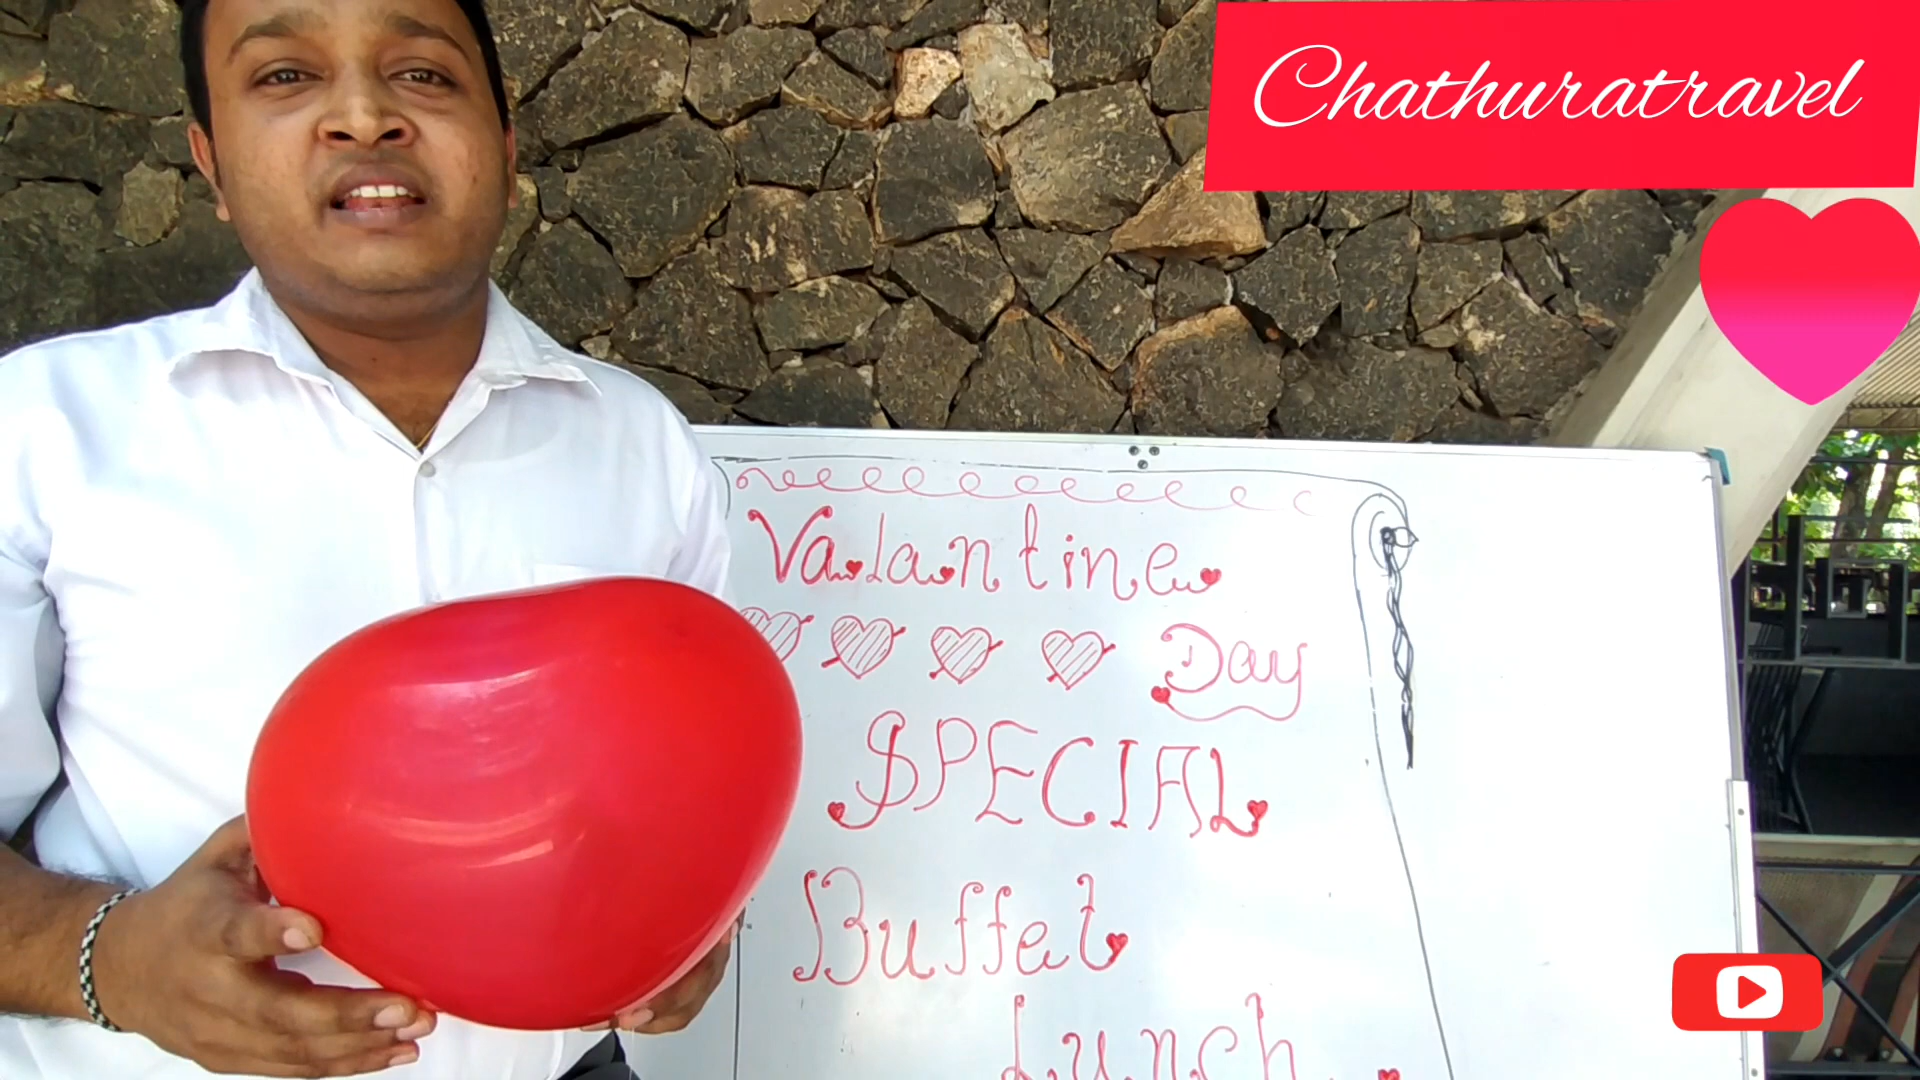 Chathuratravel
Valantine
Day
SPECIAL
Buffet
Lunch